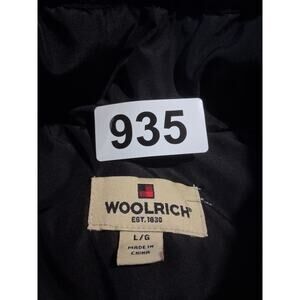 935
WOOLRICH®
EST. 1830
L/G
MADE IN
CHINA